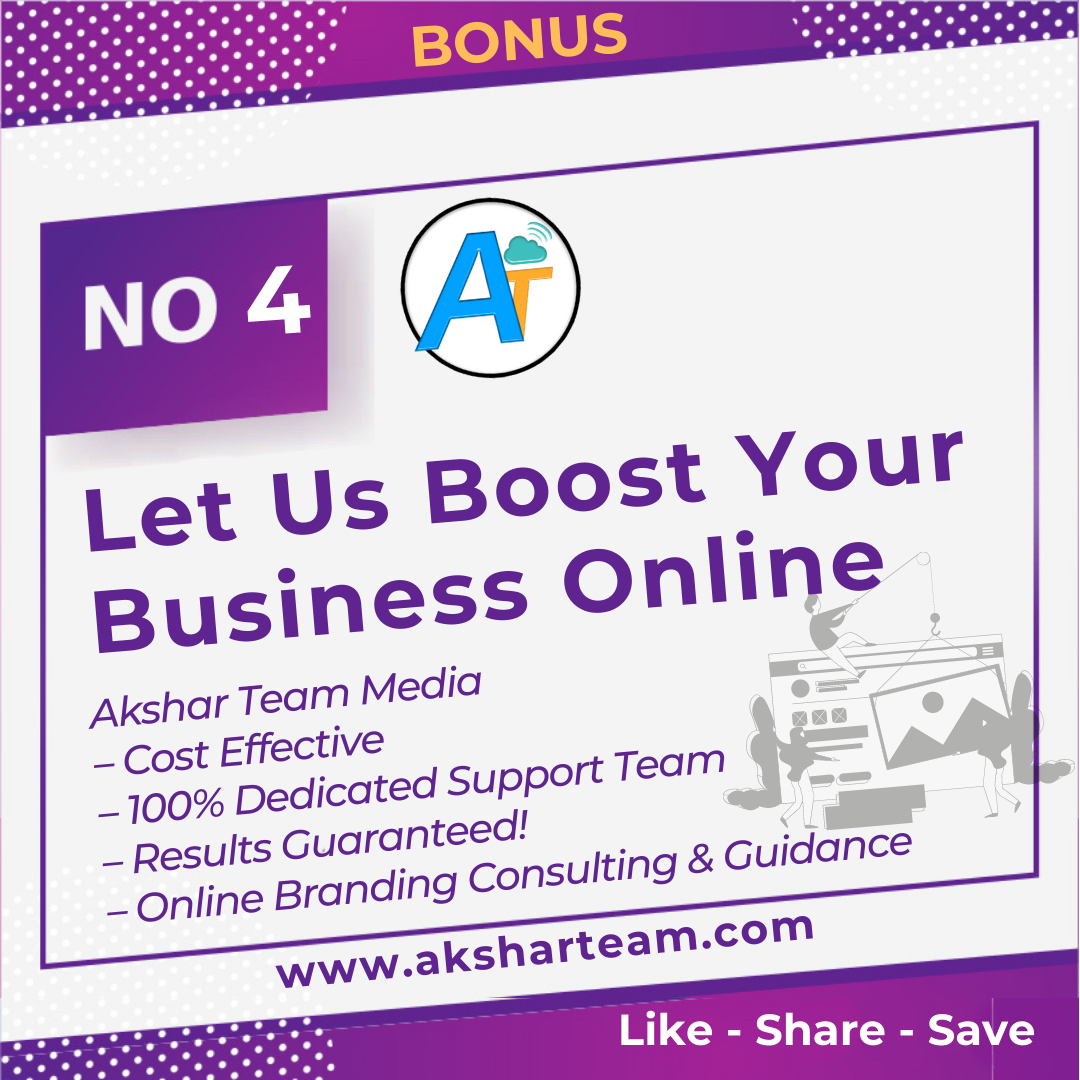 BONUS
NO 4
AT
Let Us Boost Your
Business Online
Akshar Team Media
– Cost Effective
– 100% Dedicated Support Team
– Results Guaranteed!
– Online Branding Consulting & Guidance
www.aksharteam.com
Like - Share - Save